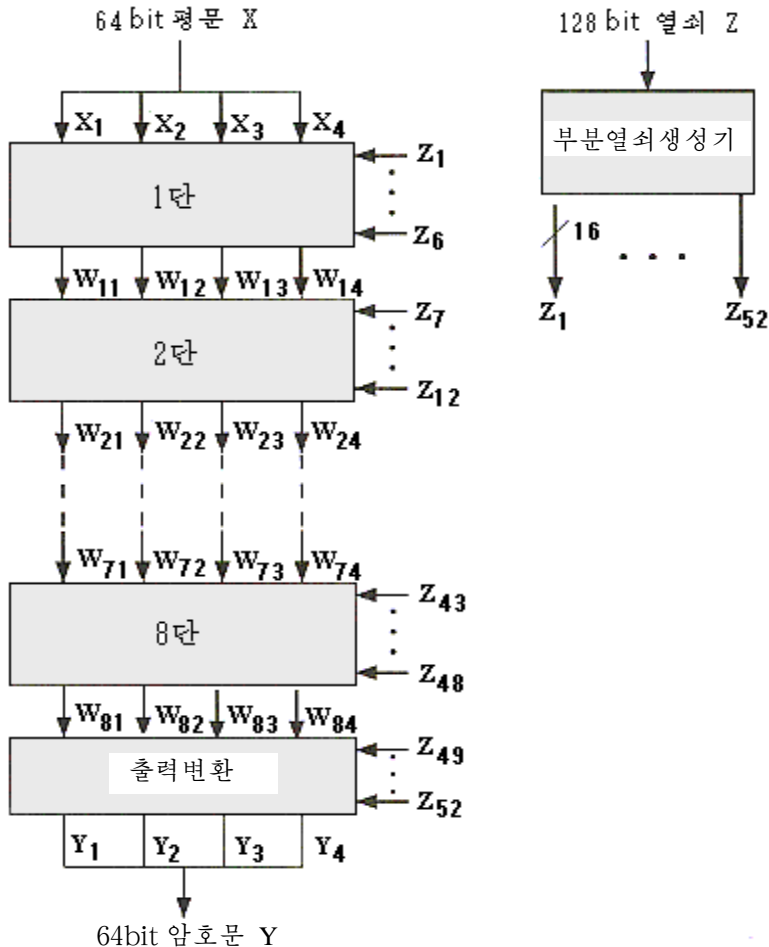 64 bit 평문 X
X1 X2 X3 X4
Z1
1단
Z6
W11 W12 W13 W14
Z7
2단
Z12
W21 W22 W23 W24
W71 W72 W73 W74
Z43
8단
Z48
W81 W82 W83 W84
Z49
출력변환
Z52
Y1 Y2 Y3 Y4
64bit 암호문 Y
128 bit 열쇠 Z
부분열쇠생성기
16
Z1 Z52